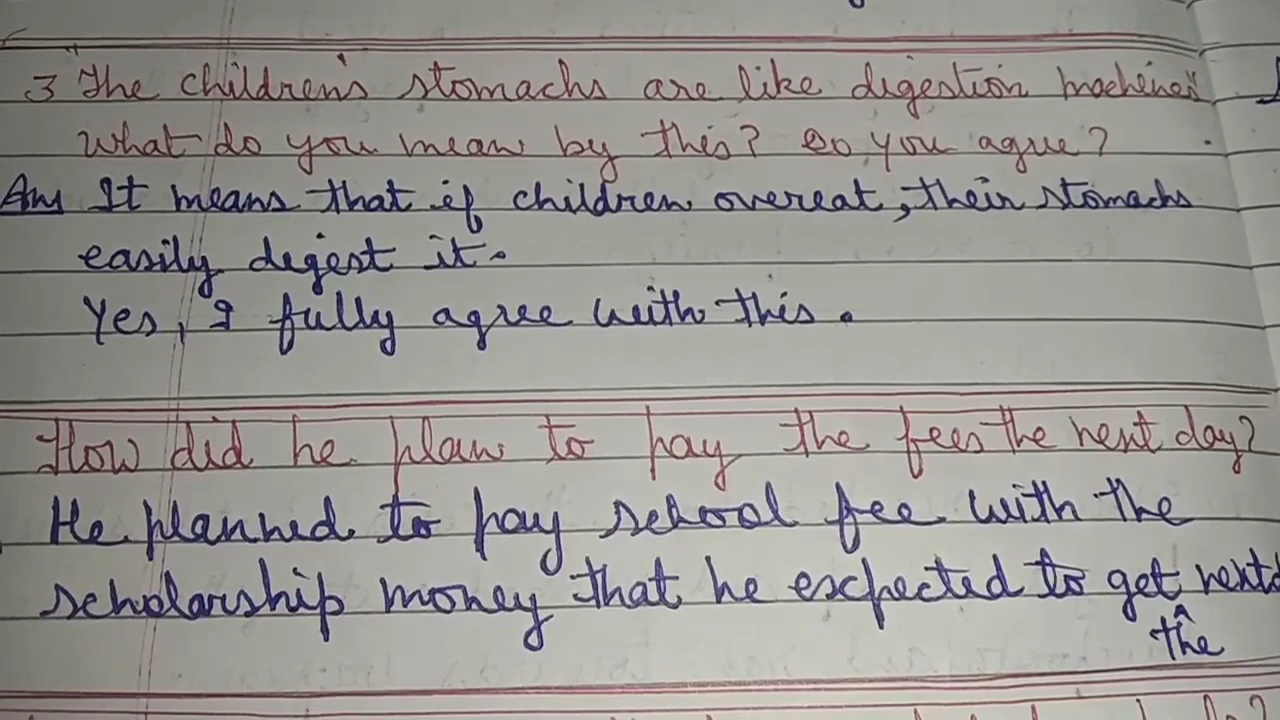 3 "The children's stomachs are like digestion machines"
What do you mean by this? Do you agree?
Ans It means that if children overeat, their stomachs
easily digest it.
Yes, I fully agree with this.
How did he plan to pay the fees the next day?
He planned to pay school fee with the
scholarship money that he expected to get next
^
the